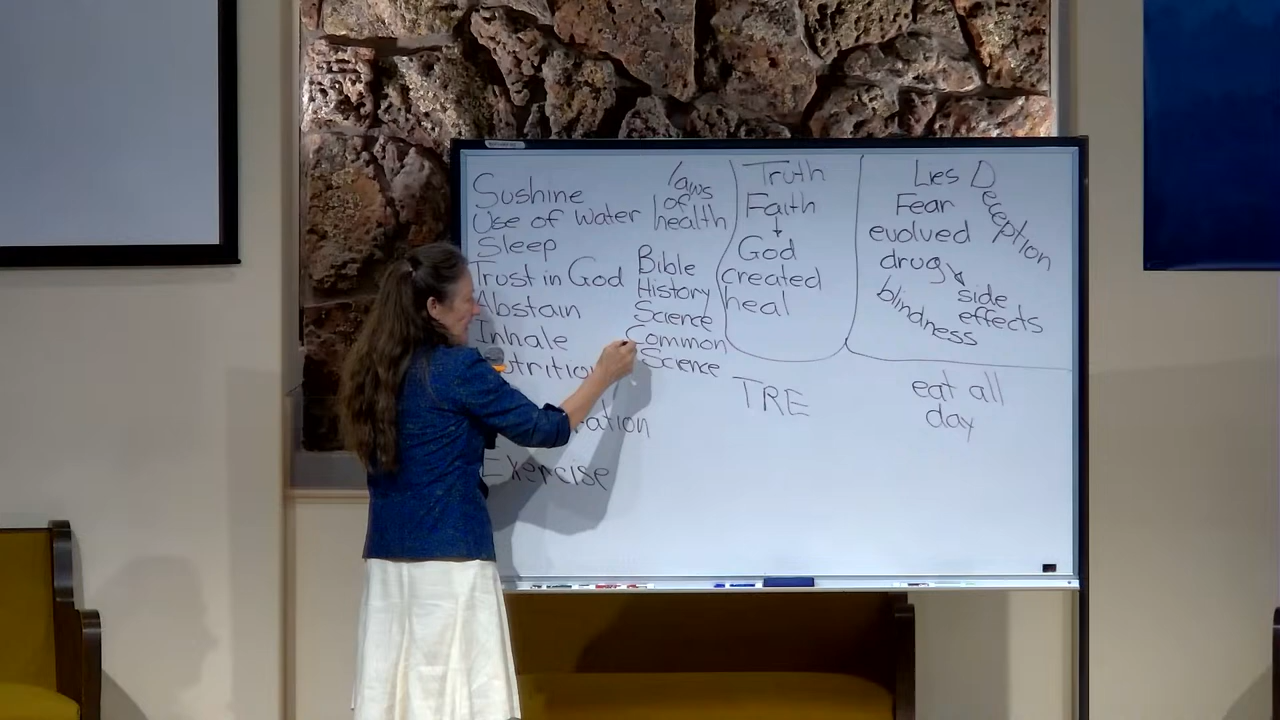 Sushine
Use of water
Sleep
Trust in God
Abstain
Inhale
Exercise
laws
of
health
Bible
History
Science
Common
Science
Truth
Faith
God
created
heal
TRE
Lies Deception
Fear
evolved
drug
side
effects
blindness
eat all
day